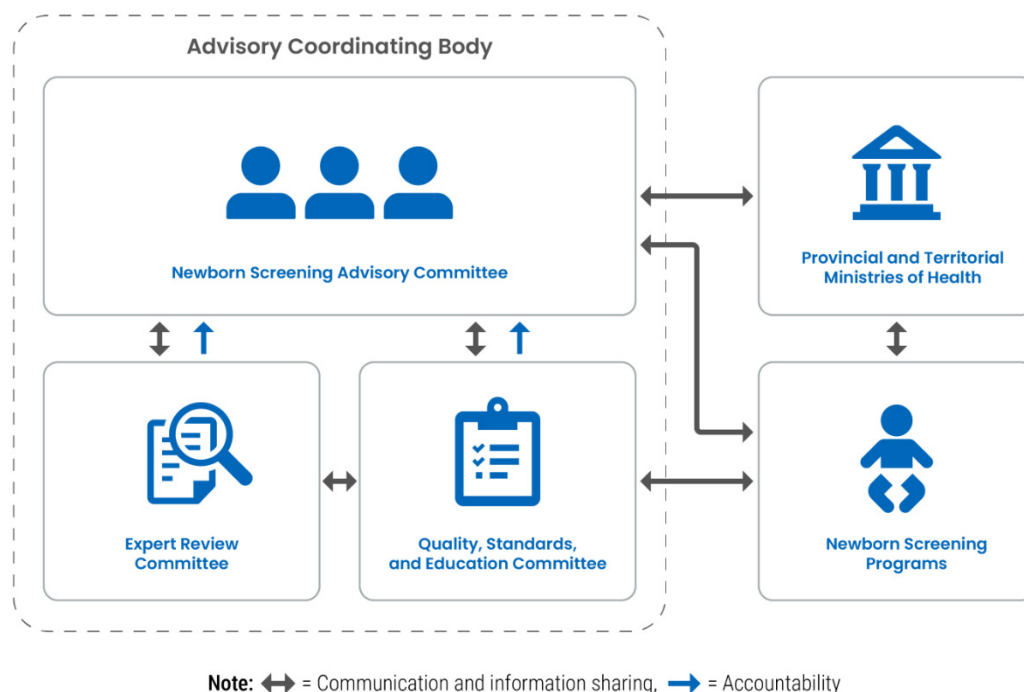 Advisory Coordinating Body
Newborn Screening Advisory Committee
Provincial and Territorial
Ministries of Health
Expert Review
Committee
Quality, Standards,
and Education Committee
Newborn Screening
Programs
Note: ↔ = Communication and information sharing, → = Accountability